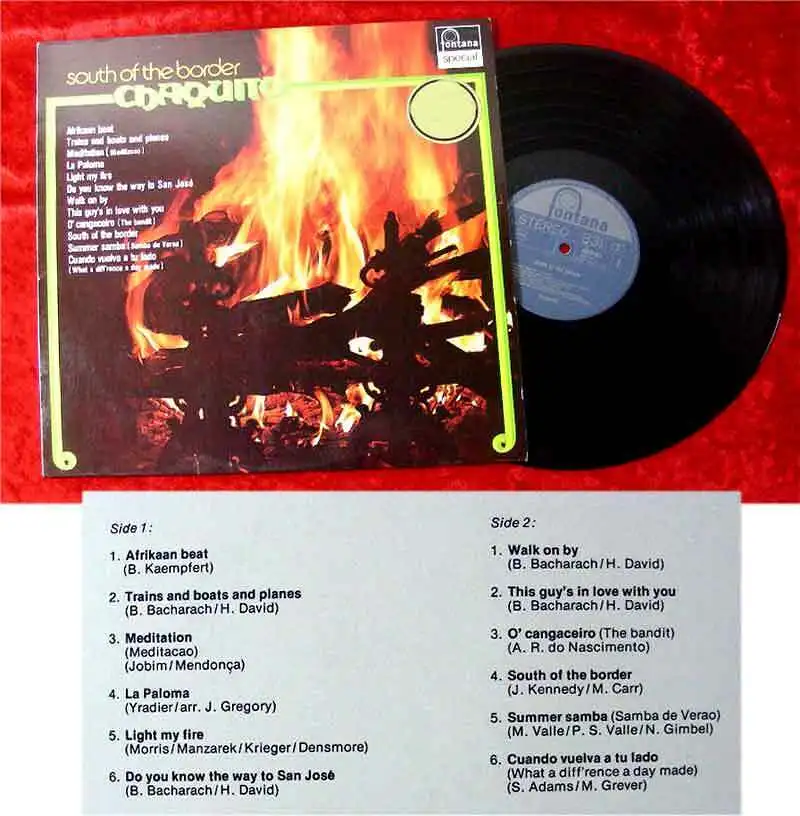 fontana
special
south of the border
CHAQUITO
Afrikaan beat
Trains and boats and planes
Meditation (Meditacao)
La Paloma
Light my fire
Do you know the way to San José
Walk on by
This guy's in love with you
O' cangaceiro (The bandit)
South of the border
Summer samba (Samba de Verao)
Cuando vuelvo a tu lado
(What a diff'rence a day made)
fontana
STEREO
Side 1:
1. Afrikaan beat
(B. Kaempfert)
2. Trains and boats and planes
(B. Bacharach/H. David)
3. Meditation
(Meditacao)
(Jobim/Mendonça)
4. La Paloma
(Yradier/arr. J. Gregory)
5. Light my fire
(Morris/Manzarek/Krieger/Densmore)
6. Do you know the way to San José
(B. Bacharach/H. David)
Side 2:
1. Walk on by
(B. Bacharach/H. David)
2. This guy's in love with you
(B. Bacharach/H. David)
3. O' cangaceiro (The bandit)
(A. R. do Nascimento)
4. South of the border
(J. Kennedy/M. Carr)
5. Summer samba (Samba de Verao)
(M. Valle/P. S. Valle/N. Gimbel)
6. Cuando vuelva a tu lado
(What a diff'rence a day made)
(S. Adams/M. Grever)